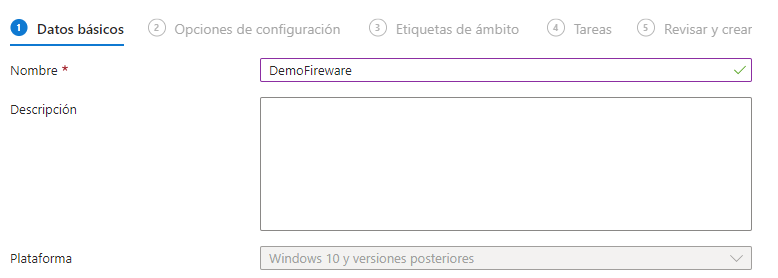 1 Datos básicos 2 Opciones de configuración 3 Etiquetas de ámbito 4 Tareas 5 Revisar y crear
Nombre * DemoFireware
Descripción
Plataforma Windows 10 y versiones posteriores